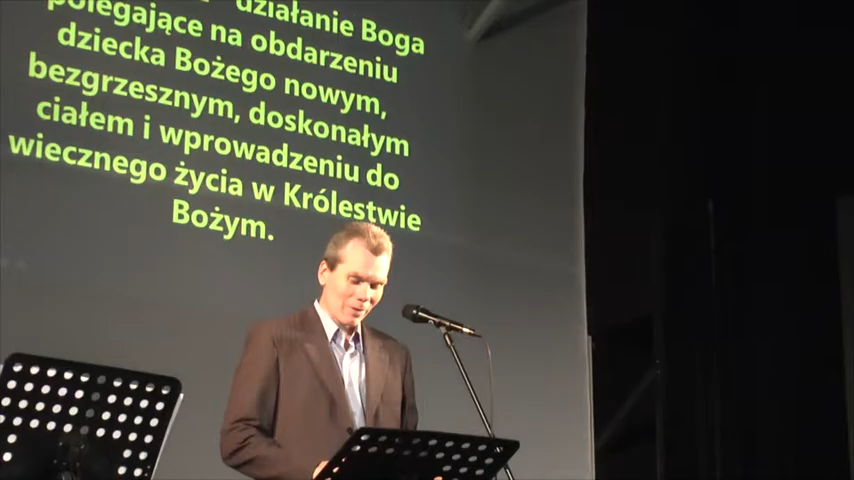 działanie Boga
polegające na obdarzeniu
dziecka Bożego nowym,
bezgrzesznym, doskonałym
ciałem i wprowadzeniu do
wiecznego życia w Królestwie
Bożym.